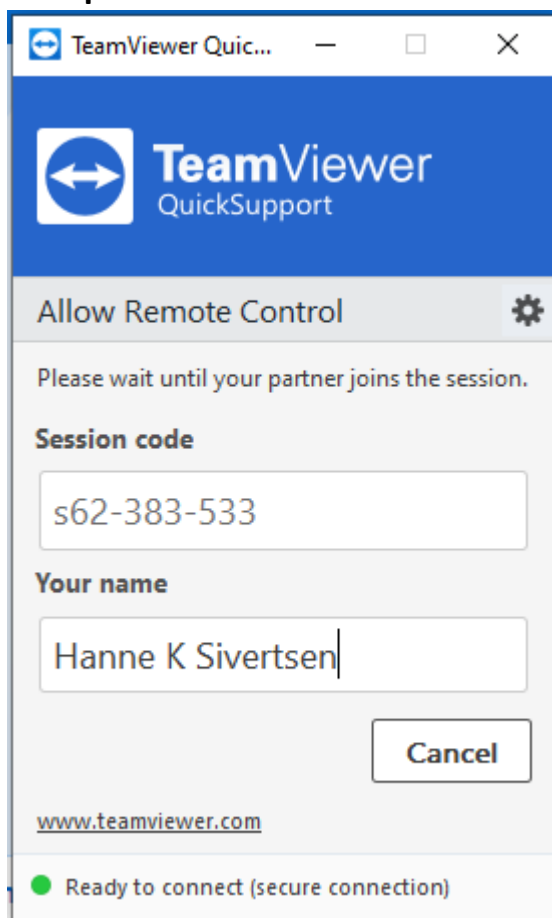 TeamViewer Quic...
TeamViewer
QuickSupport
Allow Remote Control
Please wait until your partner joins the session.
Session code
s62-383-533
Your name
Hanne K Sivertsen
Cancel
www.teamviewer.com
Ready to connect (secure connection)